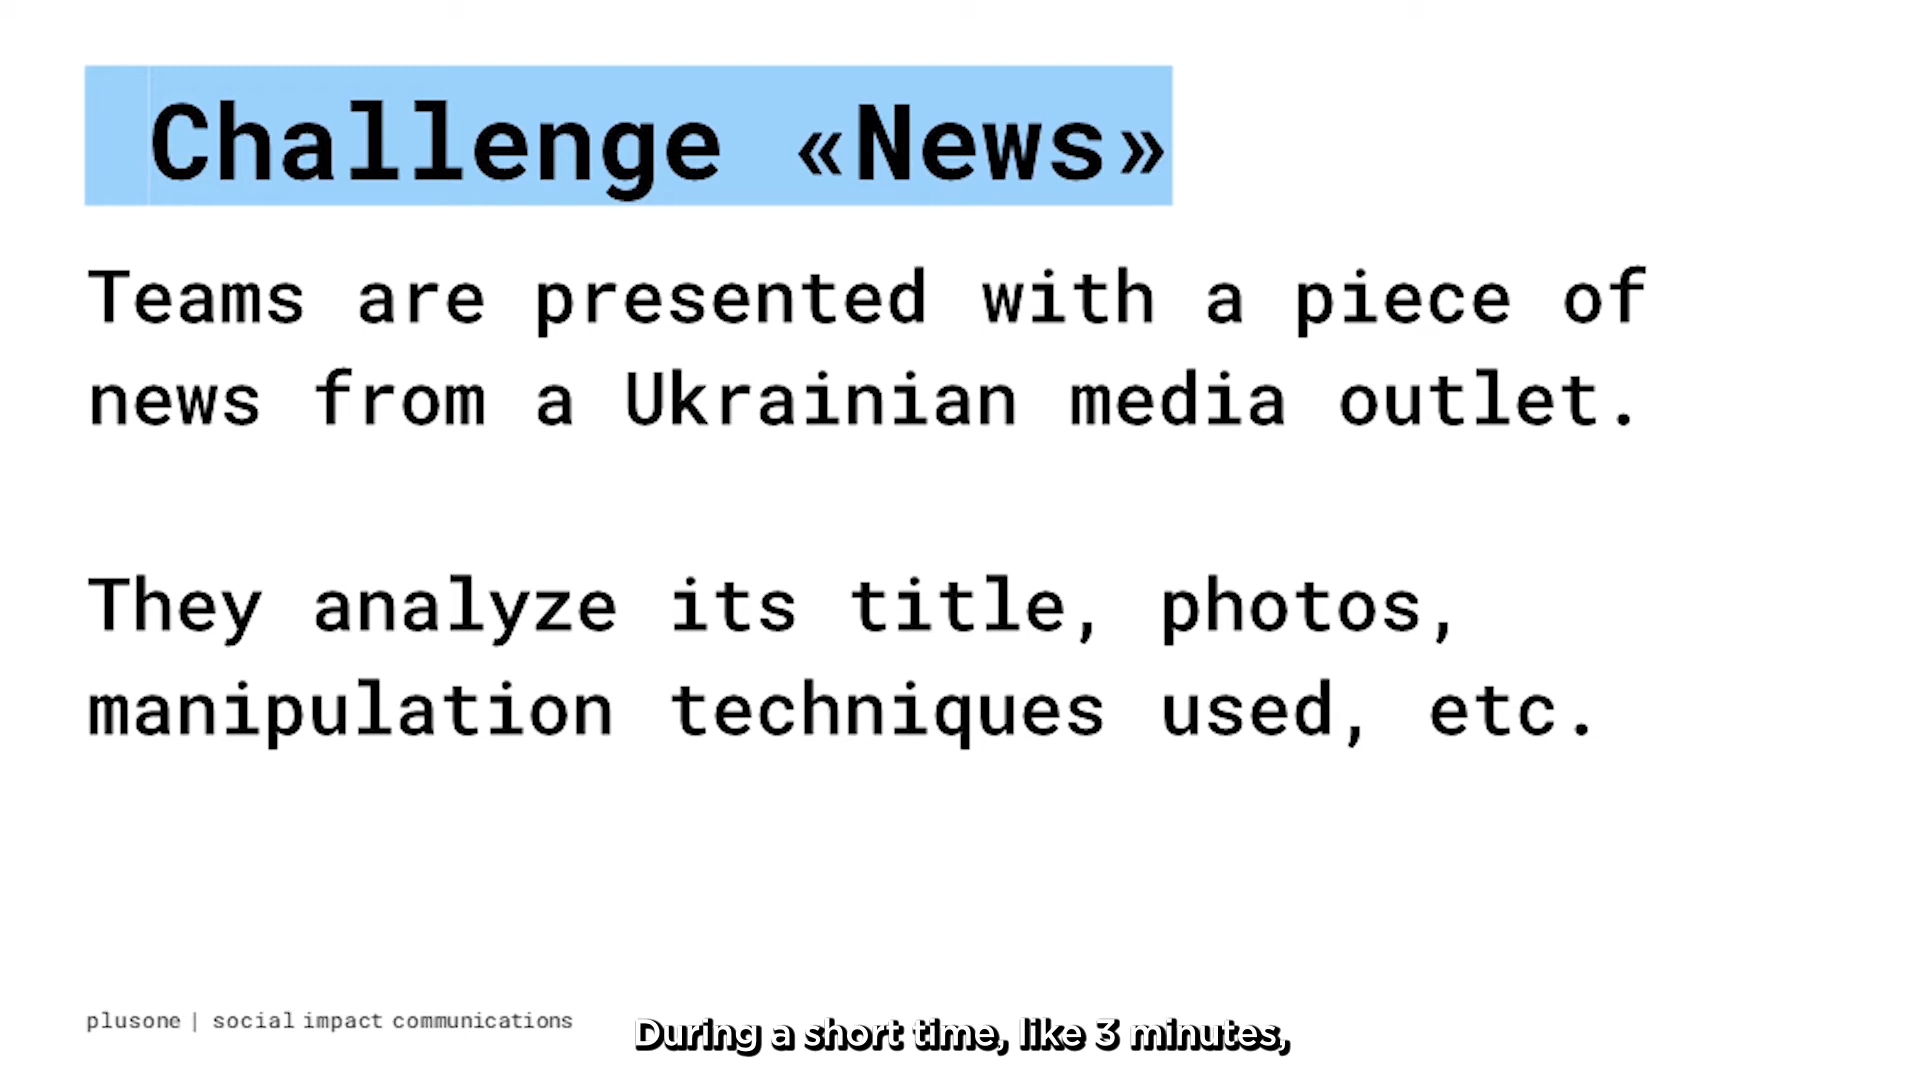 Challenge «News»
Teams are presented with a piece of
news from a Ukrainian media outlet.
They analyze its title, photos,
manipulation techniques used, etc.
plusone | social impact communications
During a short time, like 3 minutes,